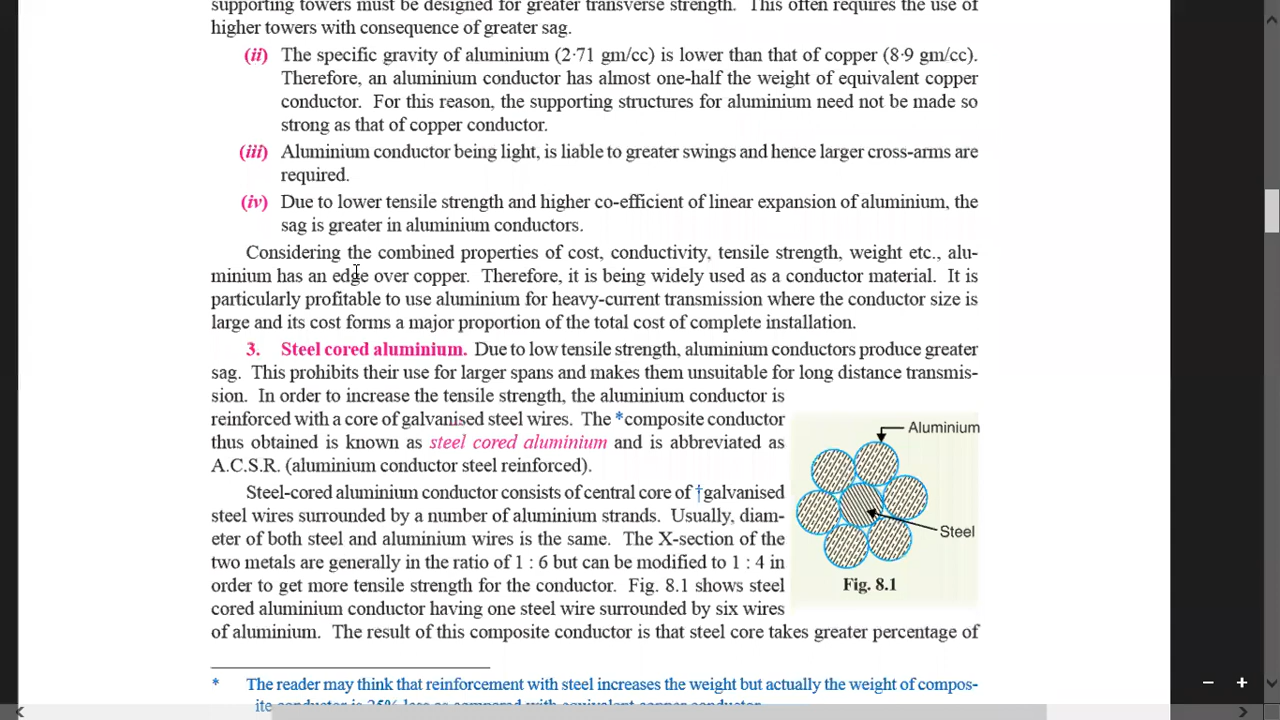 supporting towers must be designed for greater transverse strength. This often requires the use of
higher towers with consequence of greater sag.
(ii) The specific gravity of aluminium (2·71 gm/cc) is lower than that of copper (8·9 gm/cc).
Therefore, an aluminium conductor has almost one-half the weight of equivalent copper
conductor. For this reason, the supporting structures for aluminium need not be made so
strong as that of copper conductor.
(iii) Aluminium conductor being light, is liable to greater swings and hence larger cross-arms are
required.
(iv) Due to lower tensile strength and higher co-efficient of linear expansion of aluminium, the
sag is greater in aluminium conductors.
Considering the combined properties of cost, conductivity, tensile strength, weight etc., alu-
minium has an edge over copper. Therefore, it is being widely used as a conductor material. It is
particularly profitable to use aluminium for heavy-current transmission where the conductor size is
large and its cost forms a major proportion of the total cost of complete installation.
3. Steel cored aluminium. Due to low tensile strength, aluminium conductors produce greater
sag. This prohibits their use for larger spans and makes them unsuitable for long distance transmis-
sion. In order to increase the tensile strength, the aluminium conductor is
reinforced with a core of galvanised steel wires. The *composite conductor
thus obtained is known as steel cored aluminium and is abbreviated as
A.C.S.R. (aluminium conductor steel reinforced).
Steel-cored aluminium conductor consists of central core of †galvanised
steel wires surrounded by a number of aluminium strands. Usually, diam-
eter of both steel and aluminium wires is the same. The X-section of the
two metals are generally in the ratio of 1 : 6 but can be modified to 1 : 4 in
order to get more tensile strength for the conductor. Fig. 8.1 shows steel
cored aluminium conductor having one steel wire surrounded by six wires
of aluminium. The result of this composite conductor is that steel core takes greater percentage of
Aluminium
Steel
Fig. 8.1
* The reader may think that reinforcement with steel increases the weight but actually the weight of compos-
ite conductor is 25% less as compared with equivalent copper conductor.